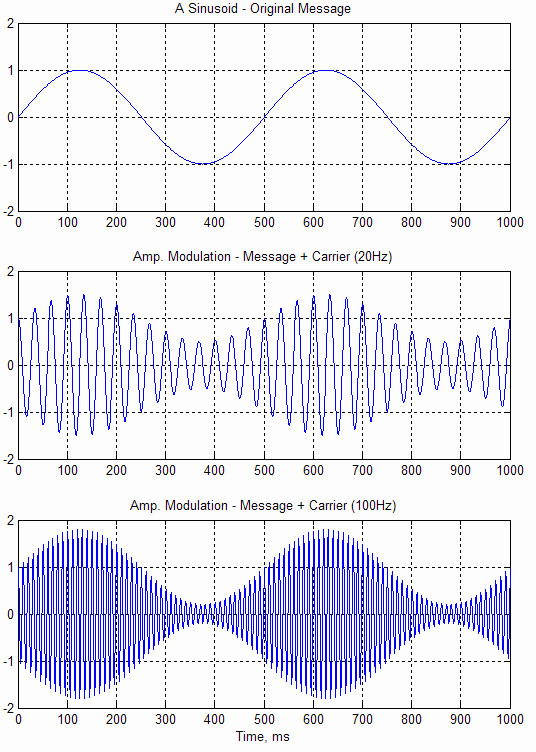 A Sinusoid - Original Message
2
1
0
-1
-2
0 100 200 300 400 500 600 700 800 900 1000
Amp. Modulation - Message + Carrier (20Hz)
2
1
0
-1
-2
0 100 200 300 400 500 600 700 800 900 1000
Amp. Modulation - Message + Carrier (100Hz)
2
1
0
-1
-2
0 100 200 300 400 500 600 700 800 900 1000
Time, ms